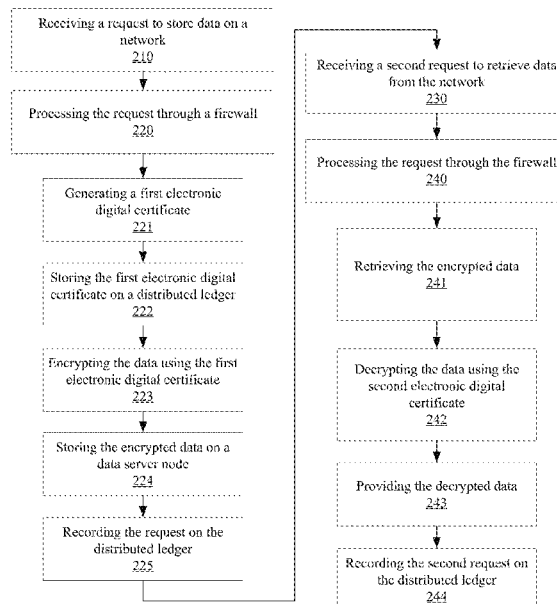 Receiving a request to store data on a
network
210
Processing the request through a firewall
220
Generating a first electronic
digital certificate
221
Storing the first electronic digital
certificate on a distributed ledger
222
Encrypting the data using the first
electronic digital certificate
223
Storing the encrypted data on a
data server node
224
Recording the request on the
distributed ledger
225
Receiving a second request to retrieve data
from the network
230
Processing the request through the firewall
240
Retrieving the encrypted data
241
Decrypting the data using the
second electronic digital
certificate
242
Providing the decrypted data
243
Recording the second request on
the distributed ledger
244